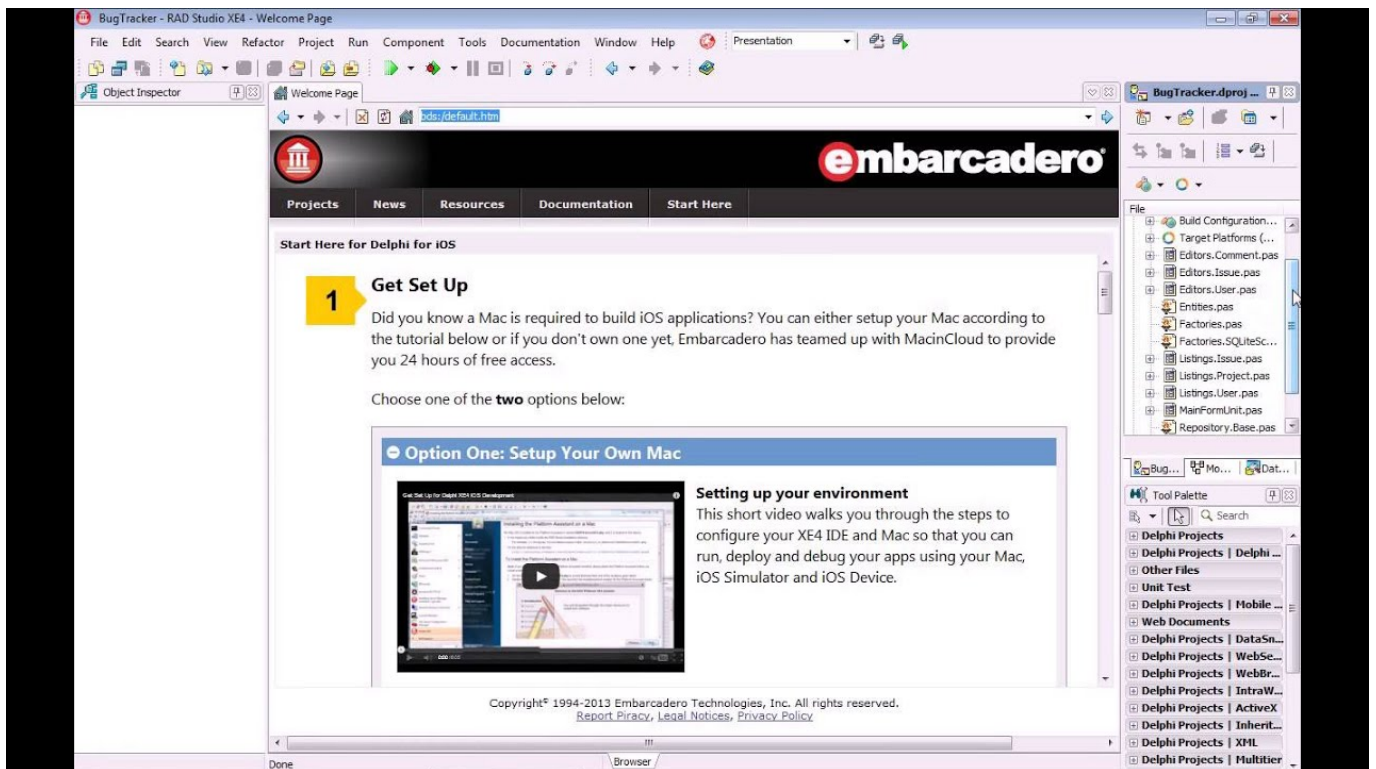 BugTracker - RAD Studio XE4 - Welcome Page
File Edit Search View Refactor Project Run Component Tools Documentation Window Help Presentation
Object Inspector
Welcome Page
bds:/default.htm
embarcadero
Projects News Resources Documentation Start Here
Start Here for Delphi for iOS
1
Get Set Up
Did you know a Mac is required to build iOS applications? You can either setup your Mac according to
the tutorial below or if you don't own one yet, Embarcadero has teamed up with MacinCloud to provide
you 24 hours of free access.
Choose one of the two options below:
Option One: Setup Your Own Mac
Get Set Up for Delphi XE4 iOS Development
Setting up your environment
This short video walks you through the steps to
configure your XE4 IDE and Mac so that you can
run, deploy and debug your apps using your Mac,
iOS Simulator and iOS Device.
Copyright© 1994-2013 Embarcadero Technologies, Inc. All rights reserved.
Report Piracy, Legal Notices, Privacy Policy
Done
Browser
BugTracker.dproj ...
File
Build Configuration...
Target Platforms (...
Editors.Comment.pas
Editors.Issue.pas
Editors.User.pas
Entities.pas
Factories.pas
Factories.SQLiteSc...
Listings.Issue.pas
Listings.Project.pas
Listings.User.pas
MainFormUnit.pas
Repository.Base.pas
Bug... Mo... Dat...
Tool Palette
Search
Delphi Projects
Delphi Projects | Delphi ...
Other Files
Unit Test
Delphi Projects | Mobile ...
Web Documents
Delphi Projects | DataSn...
Delphi Projects | WebSe...
Delphi Projects | WebBr...
Delphi Projects | IntraW...
Delphi Projects | ActiveX
Delphi Projects | Inherit...
Delphi Projects | XML
Delphi Projects | Multitier